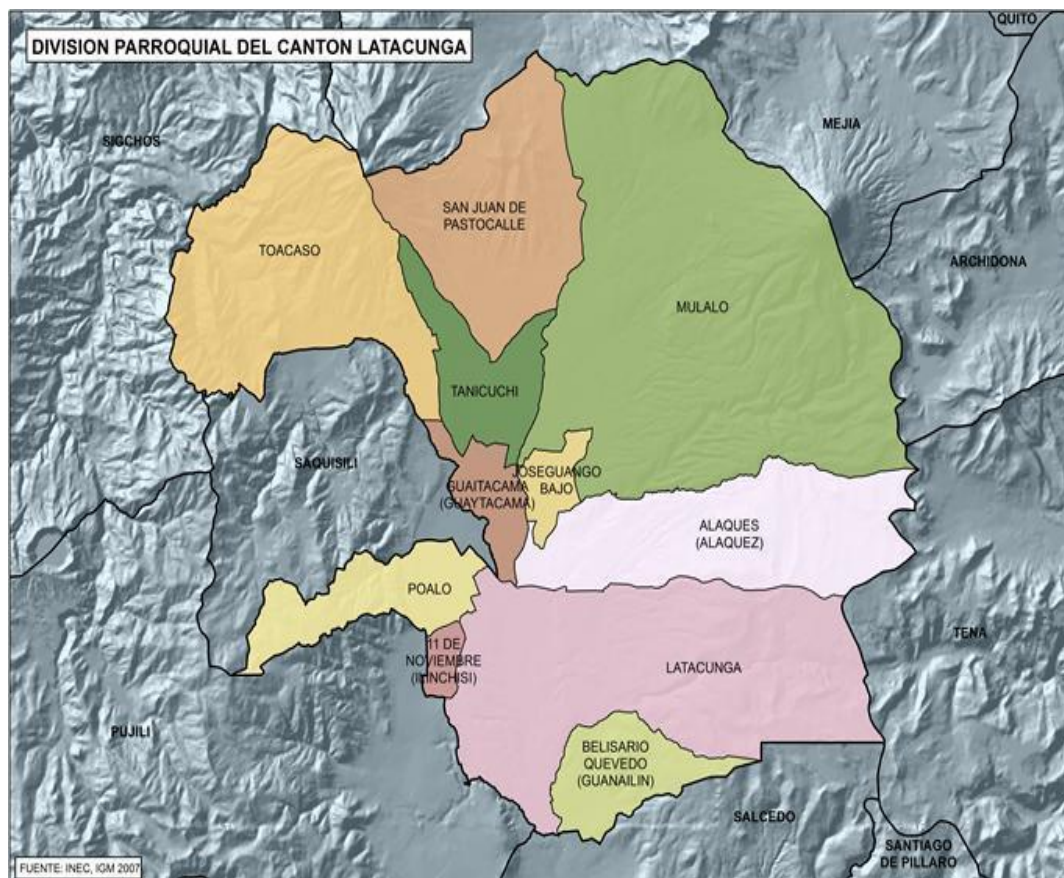 DIVISION PARROQUIAL DEL CANTON LATACUNGA
QUITO
MEJIA
SIGCHOS
SAN JUAN DE
PASTOCALLE
TOACASO
ARCHIDONA
MULALO
TANICUCHI
SAQUISILI
JOSEGUANGO
BAJO
GUAITACAMA
(GUAYTACAMA)
ALAQUES
(ALAQUEZ)
POALO
TENA
11 DE
NOVIEMBRE
(ILINCHISI)
LATACUNGA
PUJILI
BELISARIO
QUEVEDO
(GUANAILIN)
SALCEDO
SANTIAGO
DE PILLARO
FUENTE: INEC, IGM 2007